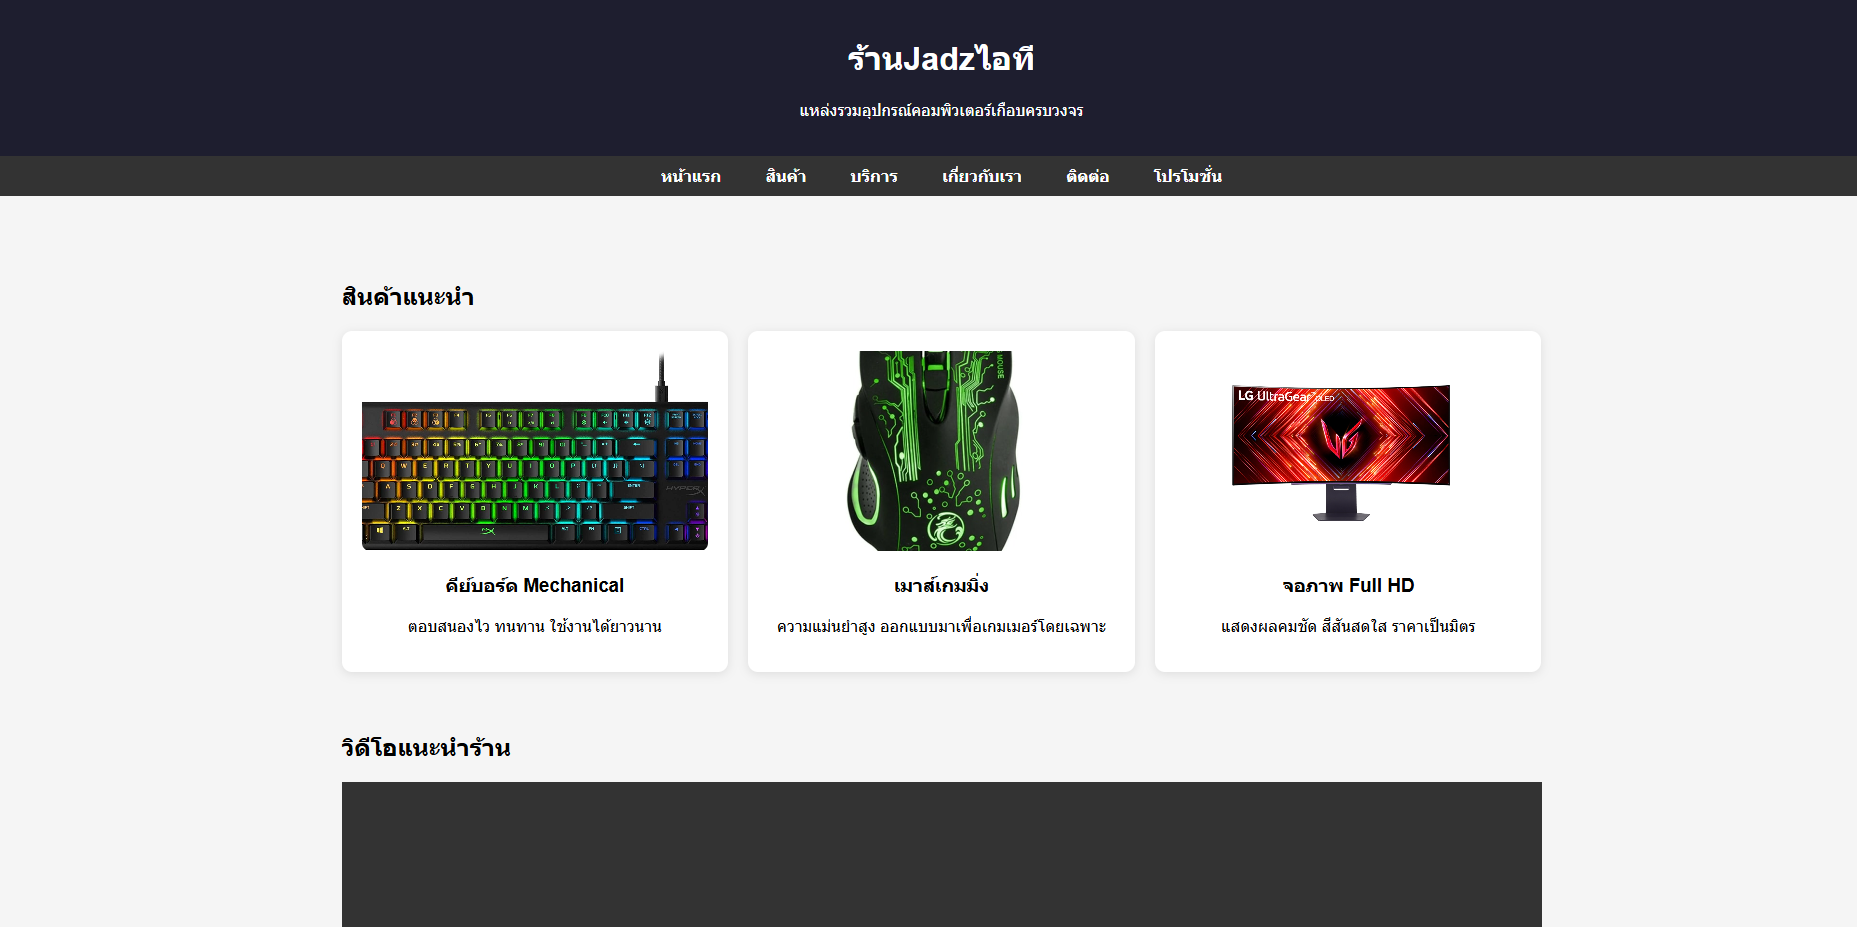 ร้านJadzไอที
แหล่งรวมอุปกรณ์คอมพิวเตอร์เกือบครบวงจร
หน้าแรก สินค้า บริการ เกี่ยวกับเรา ติดต่อ โปรโมชั่น
สินค้าแนะนำ
HYPERX
MOUSE
LG UltraGear OLED
คีย์บอร์ด Mechanical
เมาส์เกมมิ่ง
จอภาพ Full HD
ตอบสนองไว ทนทาน ใช้งานได้ยาวนาน
ความแม่นยำสูง ออกแบบมาเพื่อเกมเมอร์โดยเฉพาะ
แสดงผลคมชัด สีสันสดใส ราคาเป็นมิตร
วิดีโอแนะนำร้าน